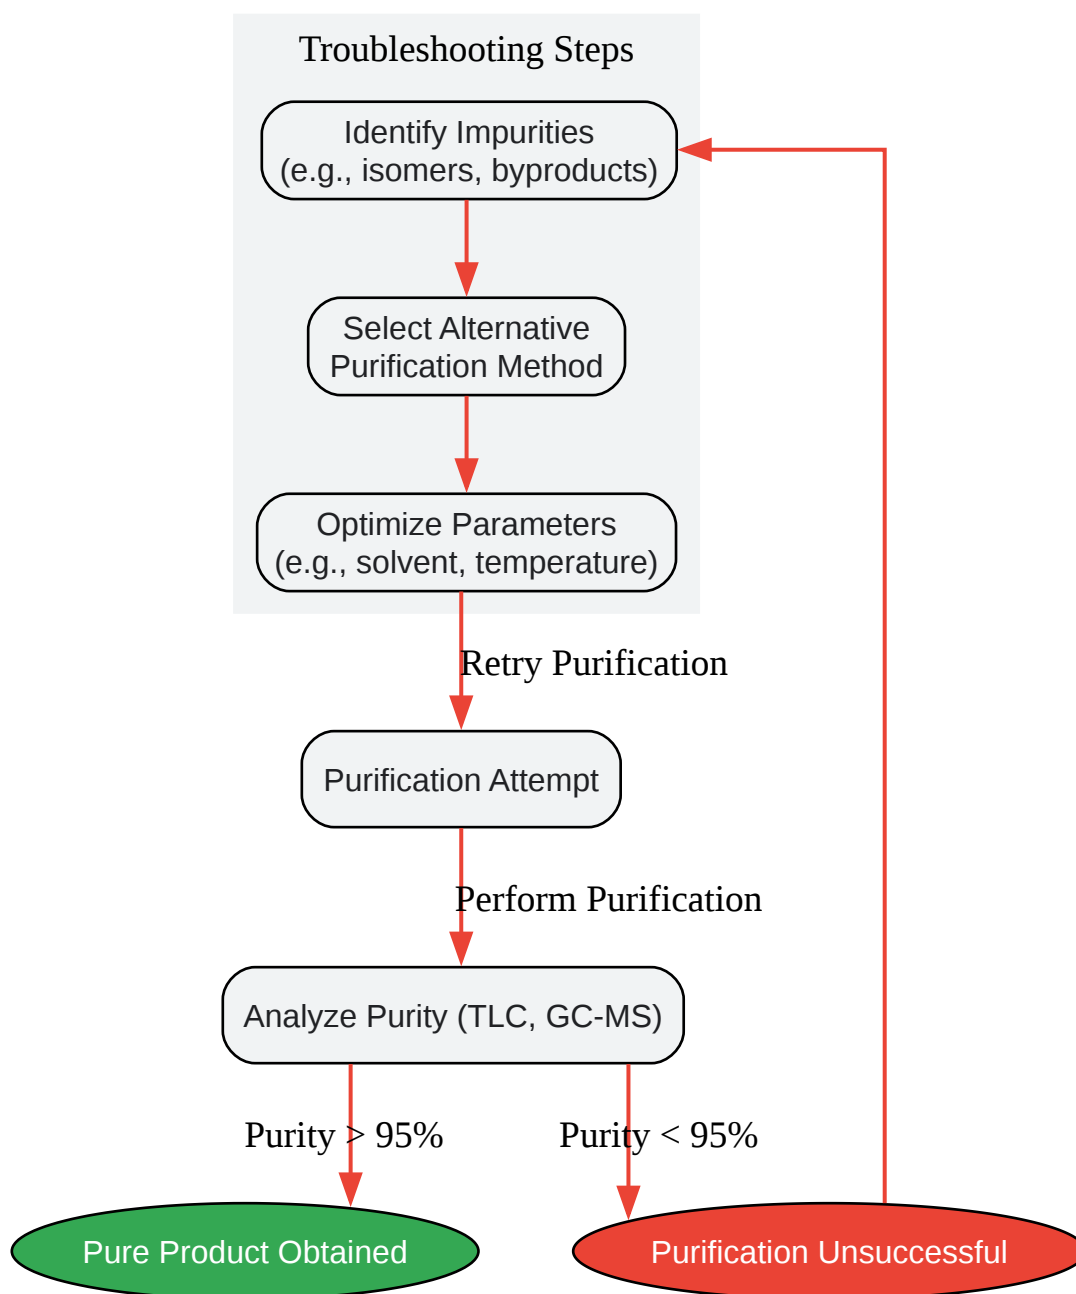 Troubleshooting Steps
Identify Impurities
(e.g., isomers, byproducts)
Select Alternative
Purification Method
Optimize Parameters
(e.g., solvent, temperature)
Retry Purification
Purification Attempt
Perform Purification
Analyze Purity (TLC, GC-MS)
Purity > 95%
Purity < 95%
Pure Product Obtained
Purification Unsuccessful